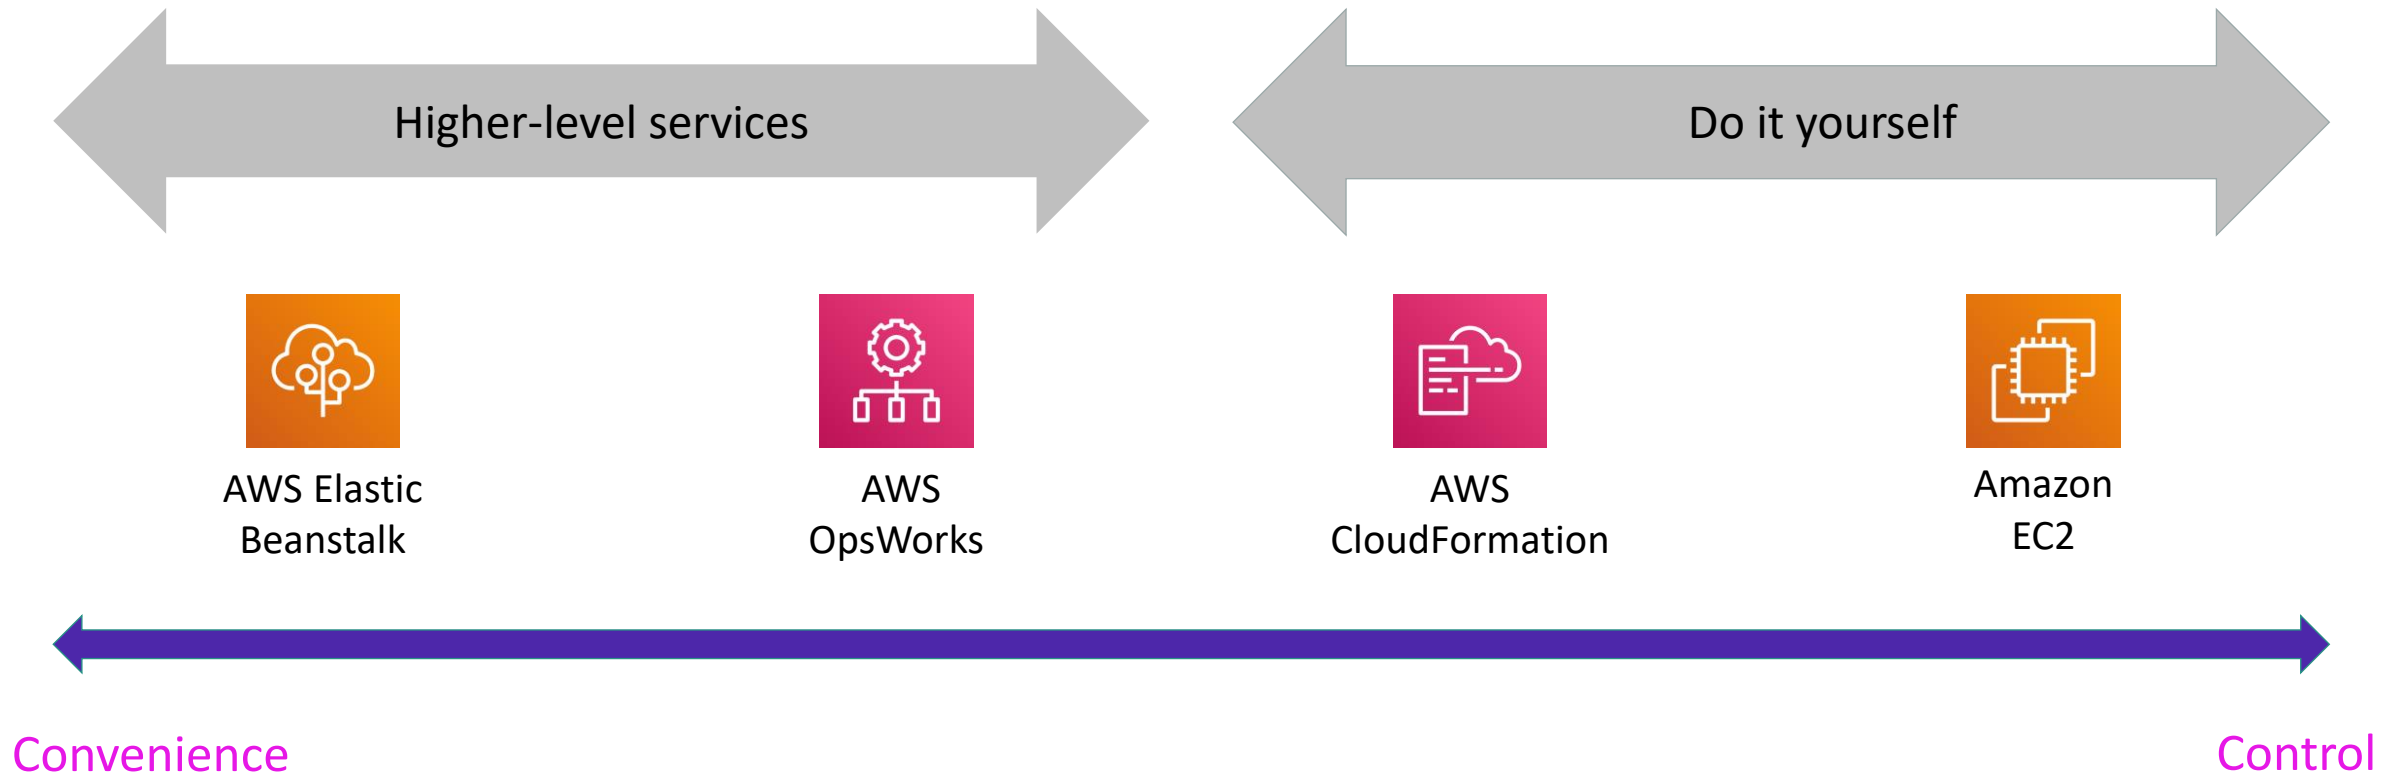 Higher-level services
Do it yourself
AWS Elastic
Beanstalk
AWS
OpsWorks
AWS
CloudFormation
Amazon
EC2
Convenience
Control